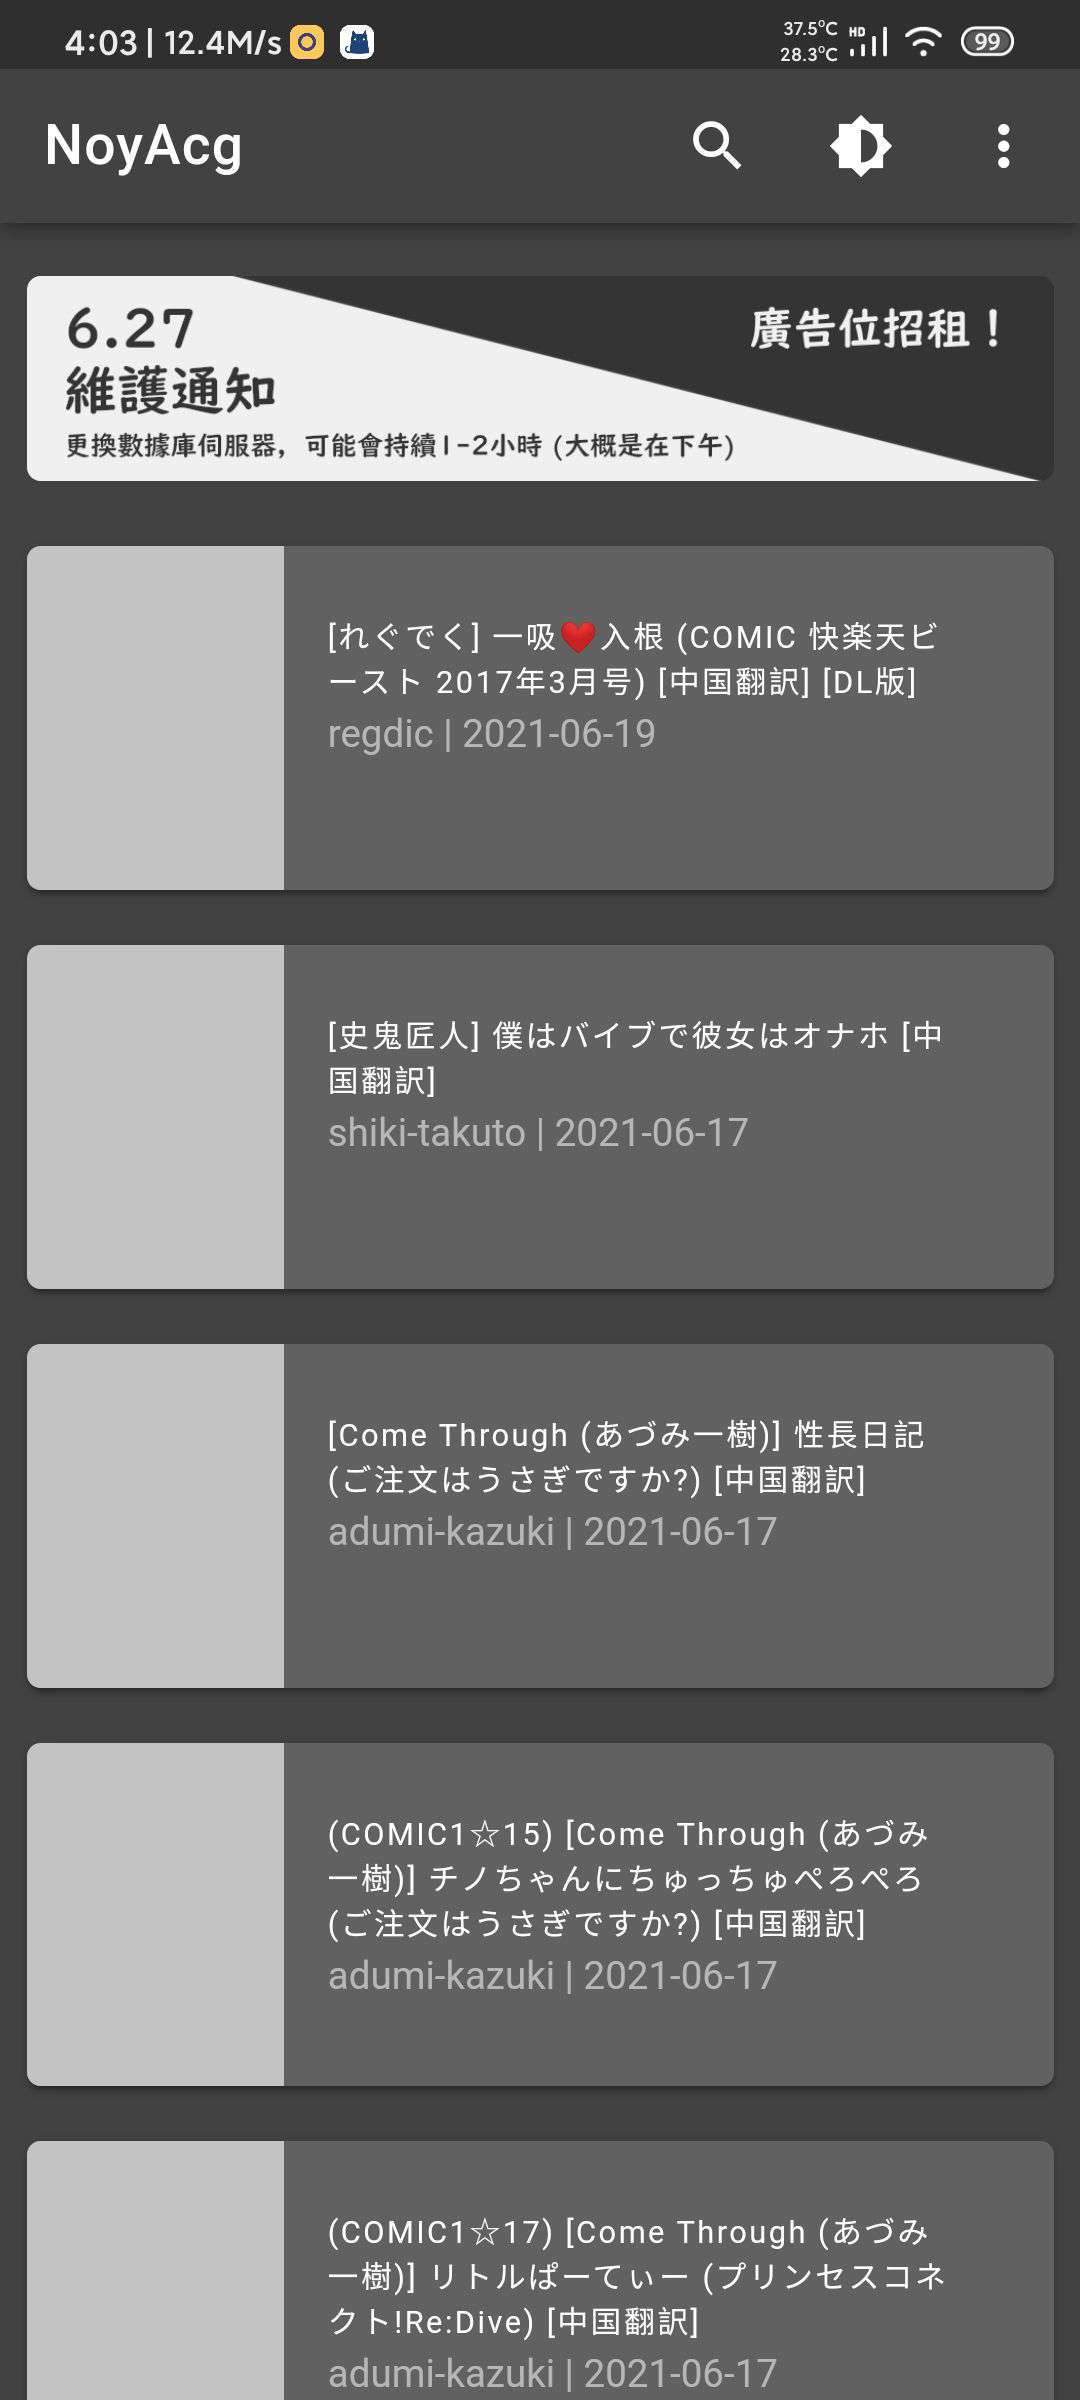 4:03 | 12.4M/s
37.5°C
28.3°C
HD
99
NoyAcg
6.27
維護通知
更換數據庫伺服器，可能會持續1-2小時 (大概是在下午)
廣告位招租！
[れぐでく] 一吸❤️入根 (COMIC 快楽天ビ
ースト 2017年3月号) [中国翻訳] [DL版]
regdic | 2021-06-19
[史鬼匠人] 僕はバイブで彼女はオナホ [中
国翻訳]
shiki-takuto | 2021-06-17
[Come Through (あづみ一樹)] 性長日記
(ご注文はうさぎですか?) [中国翻訳]
adumi-kazuki | 2021-06-17
(COMIC1☆15) [Come Through (あづみ
一樹)] チノちゃんにちゅっちゅぺろぺろ
(ご注文はうさぎですか?) [中国翻訳]
adumi-kazuki | 2021-06-17
(COMIC1☆17) [Come Through (あづみ
一樹)] リトルぱーてぃー (プリンセスコネ
クト!Re:Dive) [中国翻訳]
adumi-kazuki | 2021-06-17